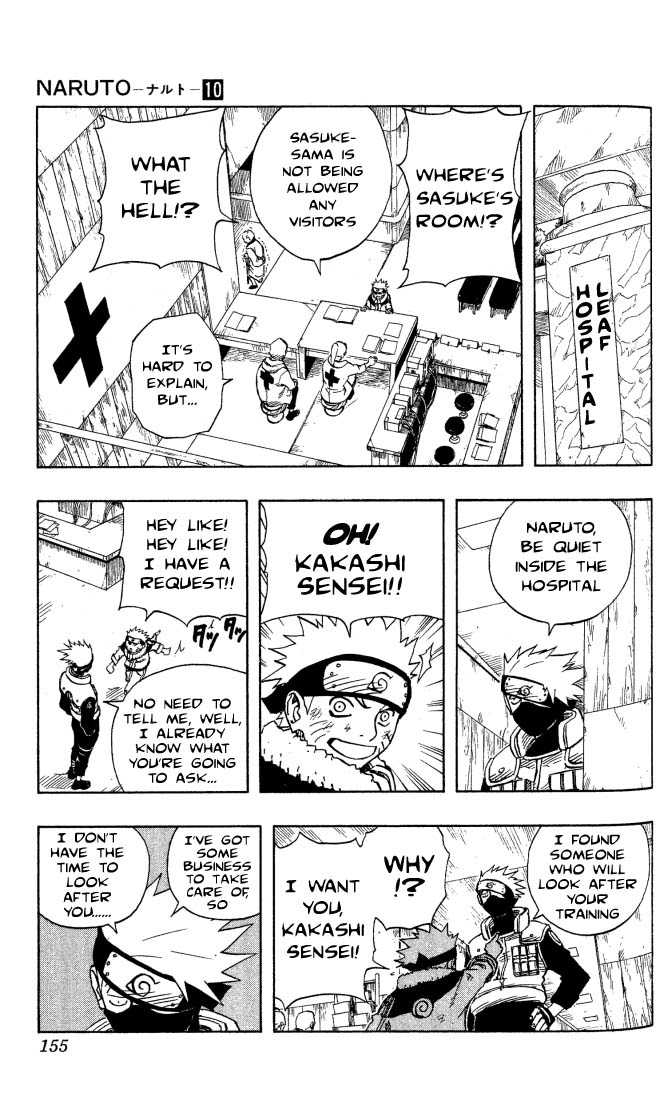 NARUTO—ナルト—10
LEAF
HOSPITAL
WHERE'S
SASUKE'S
ROOM!?
SASUKE-
SAMA IS
NOT BEING
ALLOWED
ANY
VISITORS
WHAT
THE
HELL!?
IT'S
HARD TO
EXPLAIN,
BUT...
NARUTO,
BE QUIET
INSIDE THE
HOSPITAL
OH!
KAKASHI
SENSEI!!
HEY LIKE!
HEY LIKE!
I HAVE A
REQUEST!!
ダッ
ダッ
NO NEED TO
TELL ME, WELL,
I ALREADY
KNOW WHAT
YOU'RE GOING
TO ASK...
I FOUND
SOMEONE
WHO WILL
LOOK AFTER
YOUR
TRAINING
WHY
!?
I WANT
YOU,
KAKASHI
SENSEI!
I'VE GOT
SOME
BUSINESS
TO TAKE
CARE OF,
SO
I DON'T
HAVE THE
TIME TO
LOOK
AFTER
YOU......
155